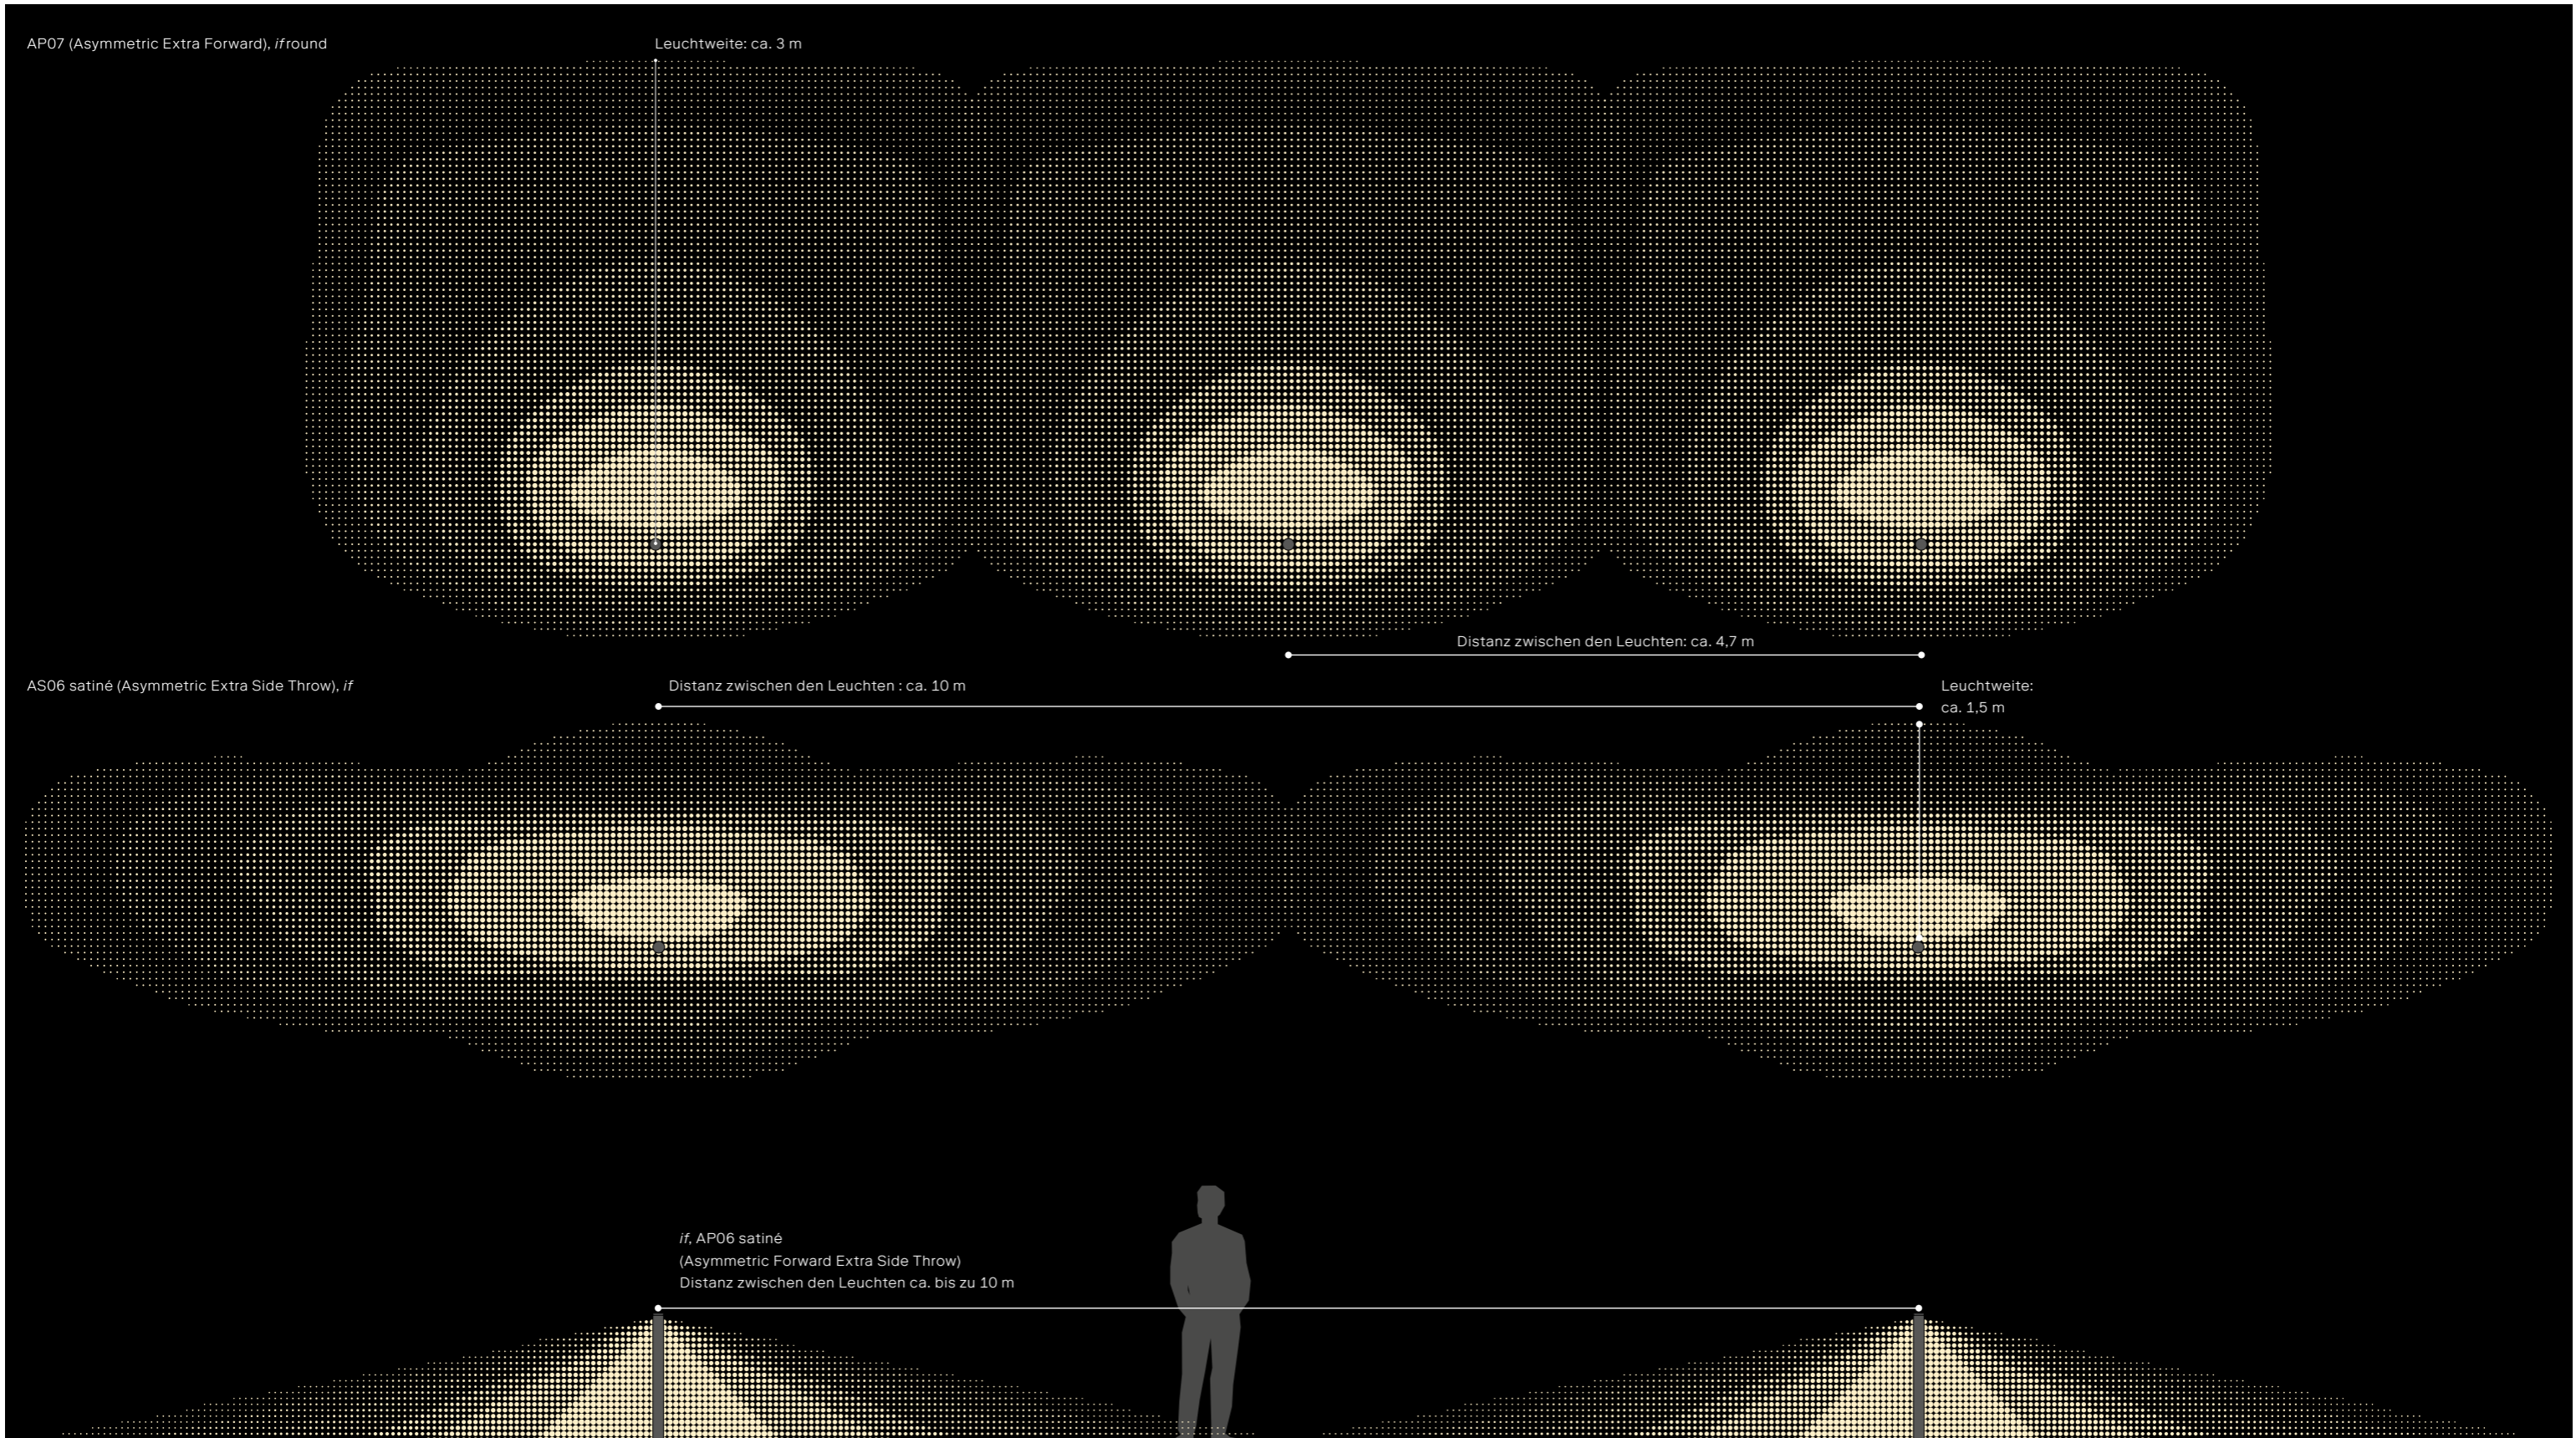 AP07 (Asymmetric Extra Forward), if round
Leuchtweite: ca. 3 m
Distanz zwischen den Leuchten: ca. 4,7 m
AS06 satiné (Asymmetric Extra Side Throw), if
Distanz zwischen den Leuchten : ca. 10 m
Leuchtweite:
ca. 1,5 m
if, AP06 satiné
(Asymmetric Forward Extra Side Throw)
Distanz zwischen den Leuchten ca. bis zu 10 m